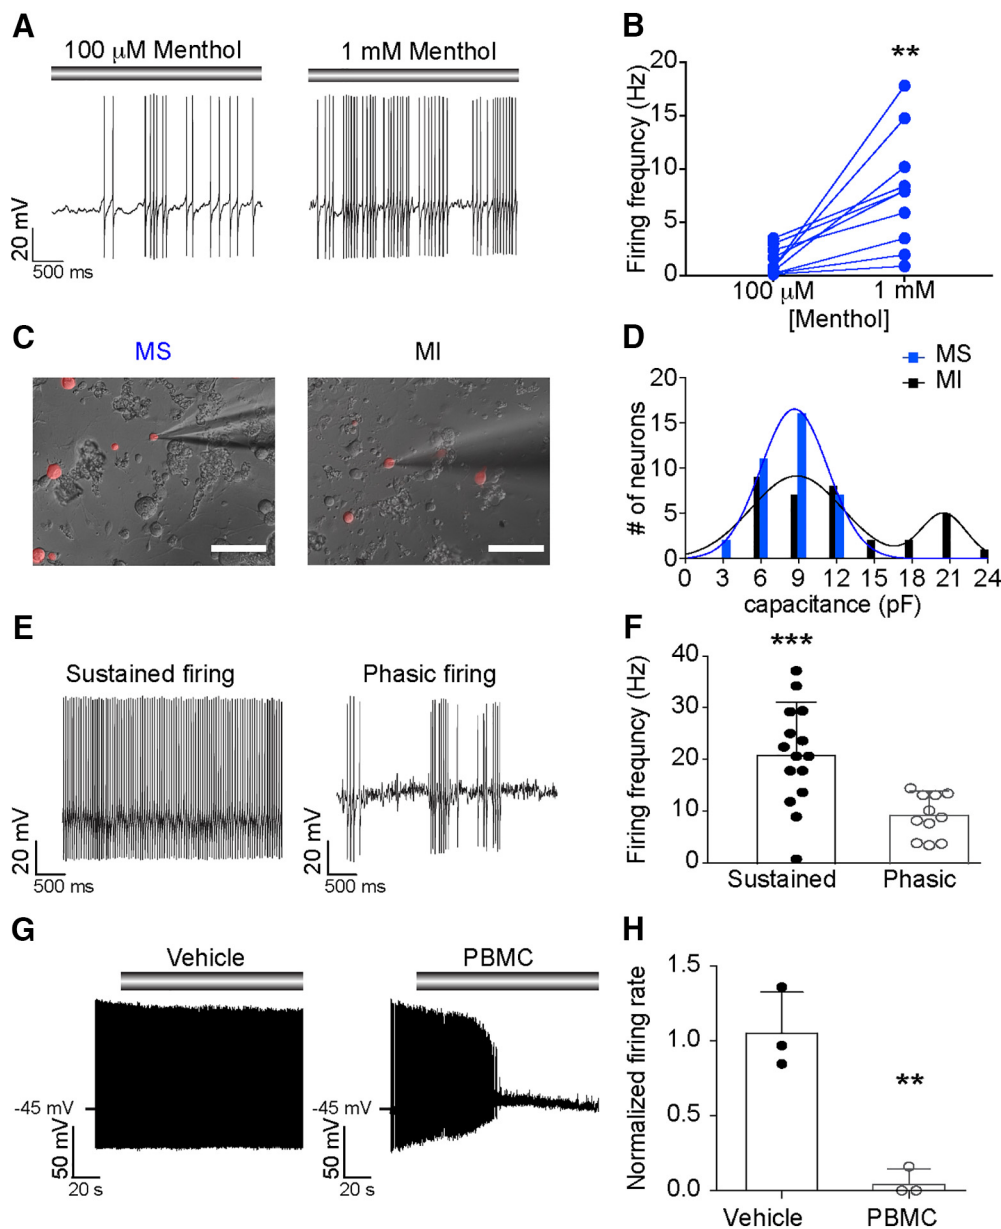 A
100 µM Menthol
1 mM Menthol
20 mV
500 ms
B
**
Firing frequncy (Hz)
20
15
10
5
0
100 µM
1 mM
[Menthol]
C
MS
MI
D
MS
MI
# of neurons
20
15
10
5
0
0
3
6
9
12
15
18
21
24
capacitance (pF)
E
Sustained firing
Phasic firing
20 mV
500 ms
20 mV
500 ms
F
***
Firing frequncy (Hz)
40
30
20
10
0
Sustained
Phasic
G
Vehicle
PBMC
-45 mV
50 mV
20 s
-45 mV
50 mV
20 s
H
Normalized firing rate
1.5
1.0
0.5
0.0
**
Vehicle
PBMC